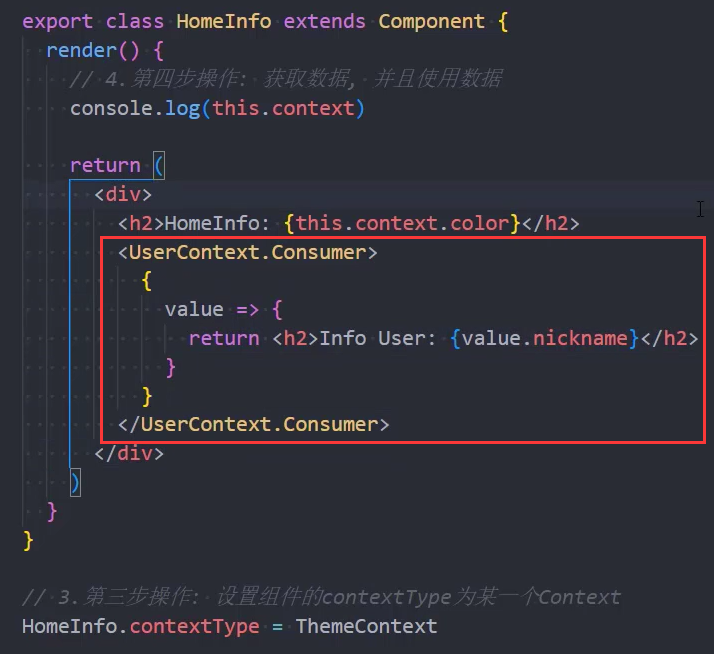 export class HomeInfo extends Component {
render() {
// 4.第四步操作: 获取数据, 并且使用数据
console.log(this.context)
return (
<div>
<h2>HomeInfo: {this.context.color}</h2>
<UserContext.Consumer>
{
value => {
return <h2>Info User: {value.nickname}</h2>
}
}
</UserContext.Consumer>
</div>
)
}
}
// 3.第三步操作: 设置组件的contextType为某一个Context
HomeInfo.contextType = ThemeContext